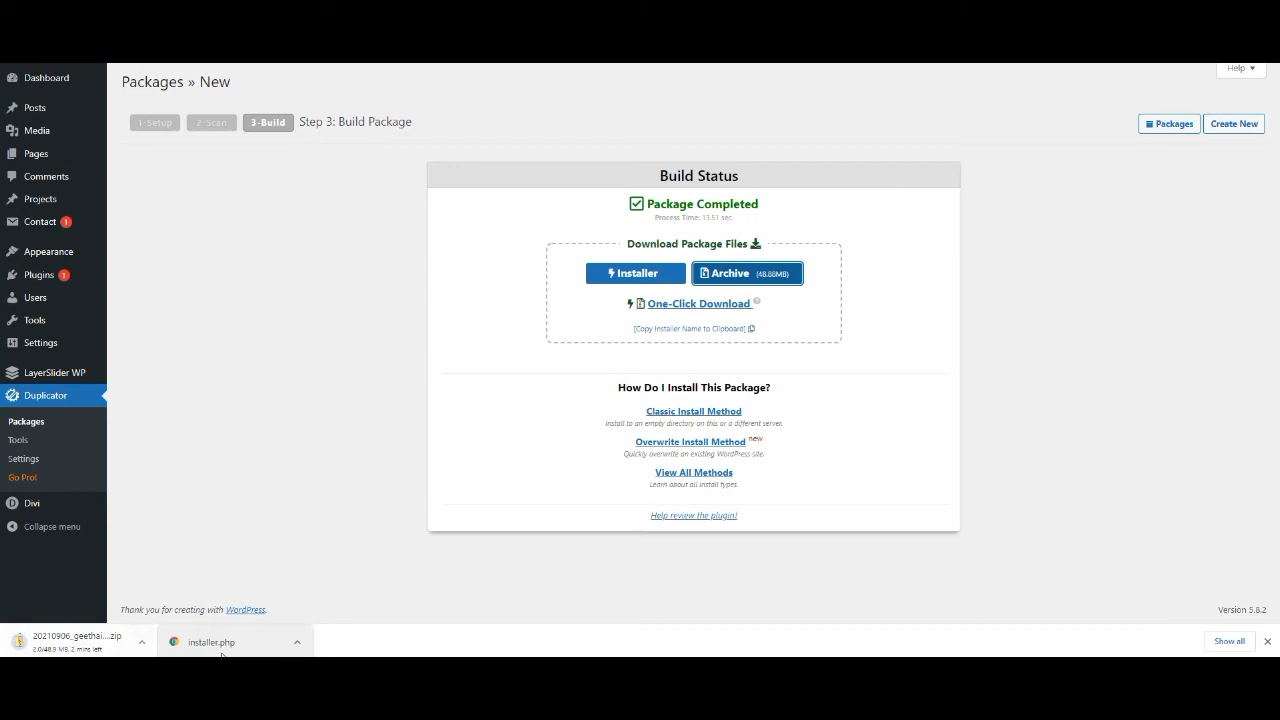 Dashboard
Posts
Media
Pages
Comments
Projects
Contact 1
Appearance
Plugins 1
Users
Tools
Settings
LayerSlider WP
Duplicator
Packages
Tools
Settings
Go Pro!
Divi
Collapse menu
Help
Packages » New
1-Setup 2-Scan 3-Build Step 3: Build Package
Packages Create New
Build Status
Package Completed
Process Time: 13.51 sec.
Download Package Files
Installer Archive (48.88MB)
One-Click Download
[Copy Installer Name to Clipboard]
How Do I Install This Package?
Classic Install Method
Install to an empty directory on this or a different server.
Overwrite Install Method new
Quickly overwrite an existing WordPress site.
View All Methods
Learn about all install types.
Help review the plugin!
Thank you for creating with WordPress.
Version 5.8.2
20210906_geethai....zip
2.0/48.9 MB, 2 mins left
installer.php
Show all